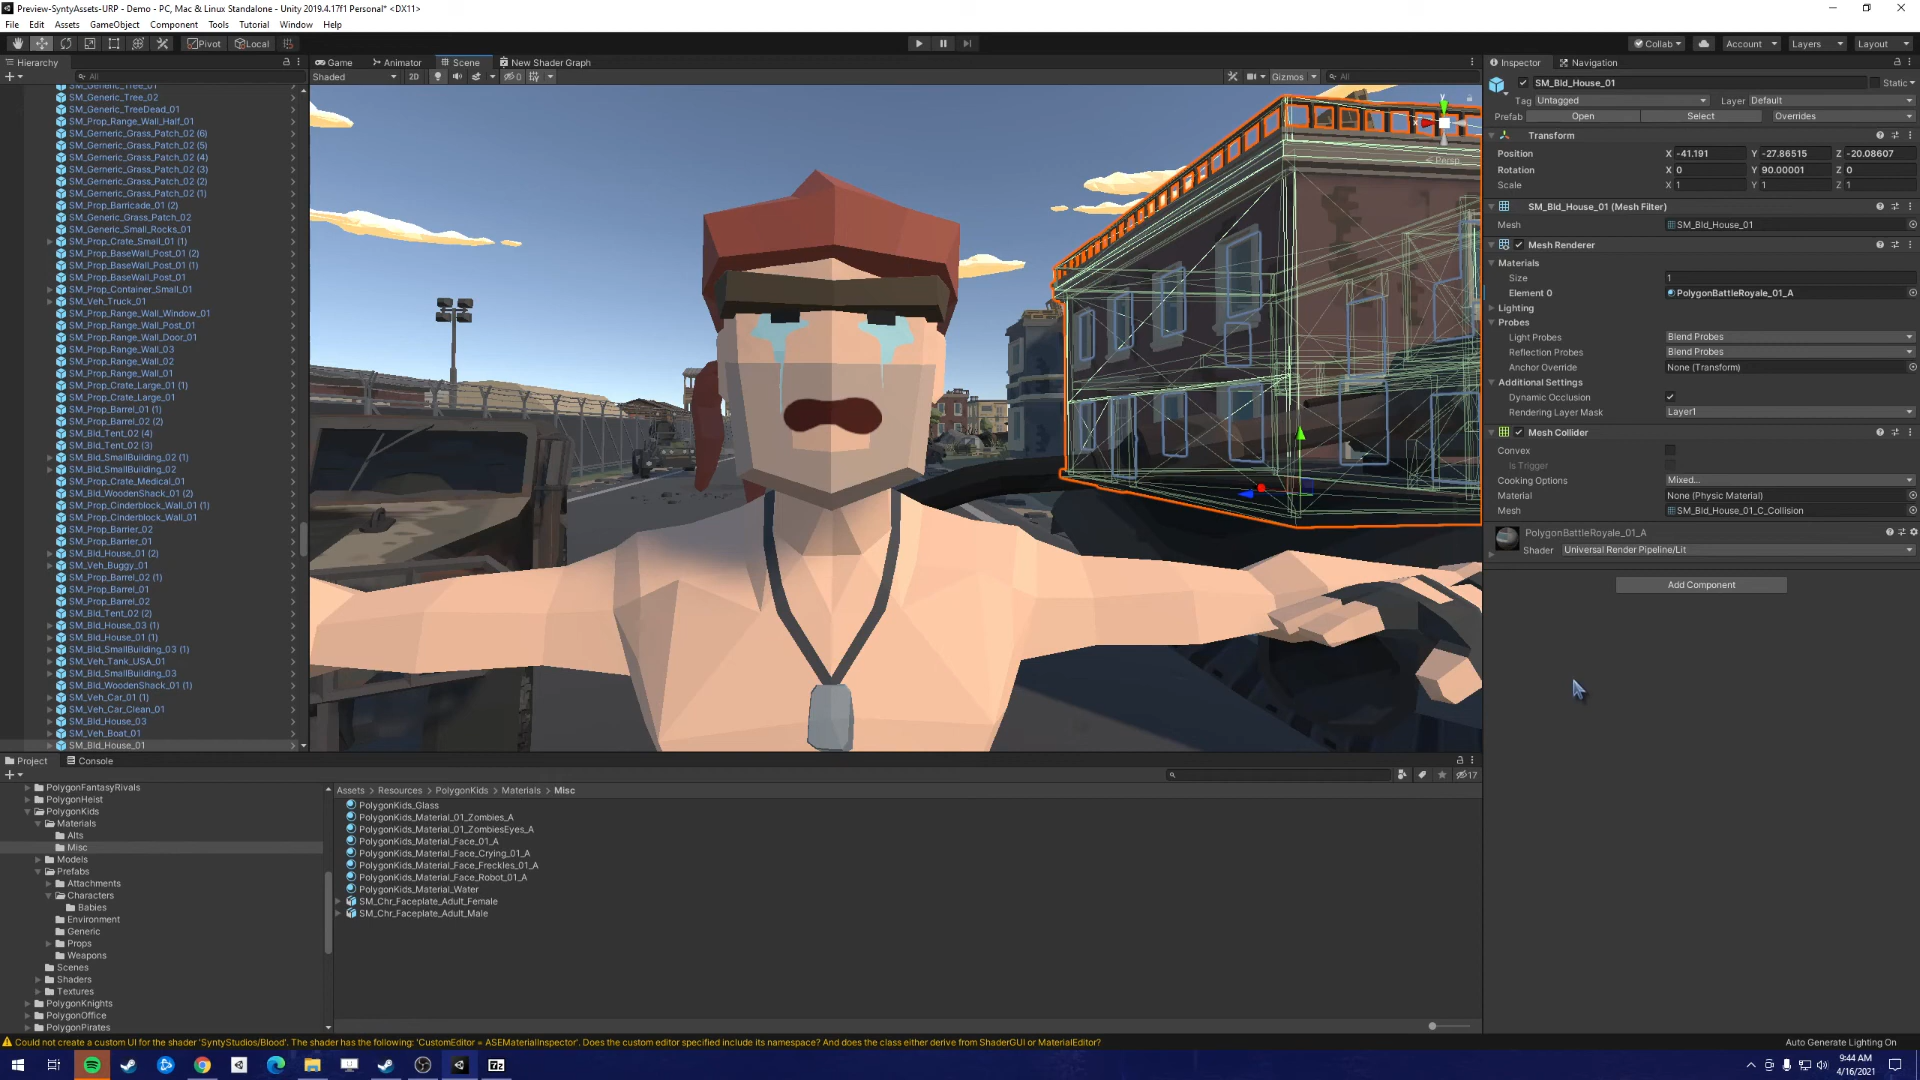 Preview-SyntyAssets-URP - Demo - PC, Mac & Linux Standalone - Unity 2019.4.17f1 Personal* <DX11>
File Edit Assets GameObject Component Tools Tutorial Window Help
Pivot Local Collab Account Layers Layout
Hierarchy
All
SM_Generic_Tree_01
SM_Generic_Tree_02
SM_Generic_TreeDead_01
SM_Prop_Range_Wall_Half_01
SM_Gerneric_Grass_Patch_02 (6)
SM_Gerneric_Grass_Patch_02 (5)
SM_Gerneric_Grass_Patch_02 (4)
SM_Gerneric_Grass_Patch_02 (3)
SM_Gerneric_Grass_Patch_02 (2)
SM_Gerneric_Grass_Patch_02 (1)
SM_Prop_Barricade_01 (2)
SM_Generic_Grass_Patch_02
SM_Generic_Small_Rocks_01
SM_Prop_Crate_Small_01 (1)
SM_Prop_BaseWall_Post_01 (2)
SM_Prop_BaseWall_Post_01 (1)
SM_Prop_BaseWall_Post_01
SM_Prop_Container_Small_01
SM_Veh_Truck_01
SM_Prop_Range_Wall_Window_01
SM_Prop_Range_Wall_Post_01
SM_Prop_Range_Wall_Door_01
SM_Prop_Range_Wall_03
SM_Prop_Range_Wall_02
SM_Prop_Range_Wall_01
SM_Prop_Crate_Large_01 (1)
SM_Prop_Crate_Large_01
SM_Prop_Barrel_01 (1)
SM_Prop_Barrel_02 (2)
SM_Bld_Tent_02 (4)
SM_Bld_Tent_02 (3)
SM_Bld_SmallBuilding_02 (1)
SM_Bld_SmallBuilding_02
SM_Prop_Crate_Medical_01
SM_Bld_WoodenShack_01 (2)
SM_Prop_Cinderblock_Wall_01 (1)
SM_Prop_Cinderblock_Wall_01
SM_Prop_Barrier_02
SM_Prop_Barrier_01
SM_Bld_House_01 (2)
SM_Veh_Buggy_01
SM_Prop_Barrel_02 (1)
SM_Prop_Barrel_01
SM_Prop_Barrel_02
SM_Bld_Tent_02 (2)
SM_Bld_House_03 (1)
SM_Bld_House_01 (1)
SM_Bld_SmallBuilding_03 (1)
SM_Veh_Tank_USA_01
SM_Bld_SmallBuilding_03
SM_Bld_WoodenShack_01 (1)
SM_Veh_Car_01 (1)
SM_Veh_Car_Clean_01
SM_Bld_House_03
SM_Veh_Boat_01
SM_Bld_House_01
Game Animator Scene New Shader Graph
Shaded 2D 0 Gizmos All
y
x
Persp
Inspector Navigation
SM_Bld_House_01 Static
Tag Untagged Layer Default
Prefab Open Select Overrides
Transform
Position X -41.191 Y -27.86515 Z -20.08607
Rotation X 0 Y 90.00001 Z 0
Scale X 1 Y 1 Z 1
SM_Bld_House_01 (Mesh Filter)
Mesh SM_Bld_House_01
Mesh Renderer
Materials
Size 1
Element 0 PolygonBattleRoyale_01_A
Lighting
Probes
Light Probes Blend Probes
Reflection Probes Blend Probes
Anchor Override None (Transform)
Additional Settings
Dynamic Occlusion
Rendering Layer Mask Layer1
Mesh Collider
Convex
Is Trigger
Cooking Options Mixed...
Material None (Physic Material)
Mesh SM_Bld_House_01_C_Collision
PolygonBattleRoyale_01_A
Shader Universal Render Pipeline/Lit
Add Component
Project Console
17
PolygonFantasyRivals
PolygonHeist
PolygonKids
Materials
Alts
Misc
Models
Prefabs
Attachments
Characters
Babies
Environment
Generic
Props
Weapons
Scenes
Shaders
Textures
PolygonKnights
PolygonOffice
PolygonPirates
Assets Resources PolygonKids Materials Misc
PolygonKids_Glass
PolygonKids_Material_01_Zombies_A
PolygonKids_Material_01_ZombiesEyes_A
PolygonKids_Material_Face_01_A
PolygonKids_Material_Face_Crying_01_A
PolygonKids_Material_Face_Freckles_01_A
PolygonKids_Material_Face_Robot_01_A
PolygonKids_Material_Water
SM_Chr_Faceplate_Adult_Female
SM_Chr_Faceplate_Adult_Male
Could not create a custom UI for the shader 'SyntyStudios/Blood'. The shader has the following: 'CustomEditor = ASEMaterialInspector'. Does the custom editor specified include its namespace? And does the class either derive from ShaderGUI or MaterialEditor?
Auto Generate Lighting On
7z
9:44 AM
4/16/2021